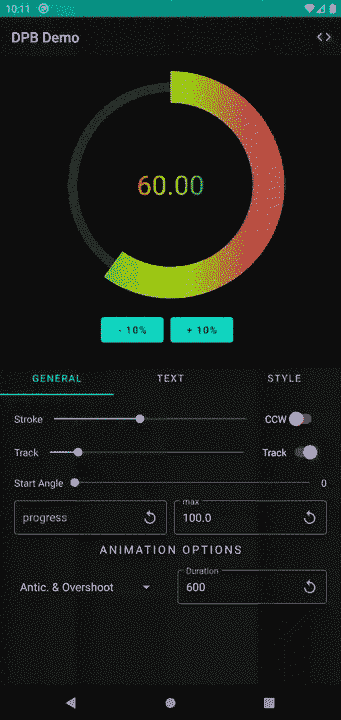 10:11
DPB Demo
60.00
- 10% + 10%
GENERAL TEXT STYLE
Stroke CCW
Track Track
Start Angle 0
max
progress 100.0
ANIMATION OPTIONS
Duration
Antic. & Overshoot 600